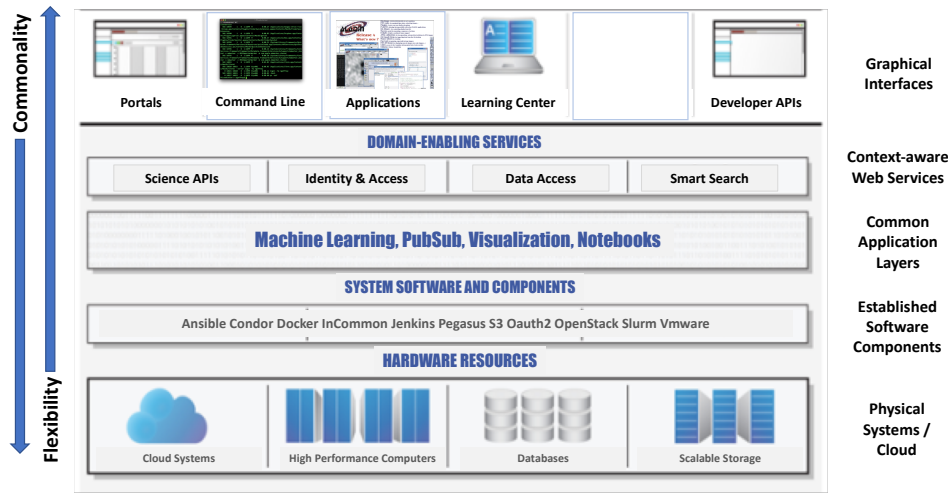 Commonality
Flexibility
Portals
Command Line
Applications
Learning Center
Developer APIs
Graphical
Interfaces
DOMAIN-ENABLING SERVICES
Science APIs
Identity & Access
Data Access
Smart Search
Context-aware
Web Services
Machine Learning, PubSub, Visualization, Notebooks
Common
Application
Layers
SYSTEM SOFTWARE AND COMPONENTS
Ansible Condor Docker InCommon Jenkins Pegasus S3 Oauth2 OpenStack Slurm Vmware
Established
Software
Components
HARDWARE RESOURCES
Cloud Systems
High Performance Computers
Databases
Scalable Storage
Physical
Systems /
Cloud